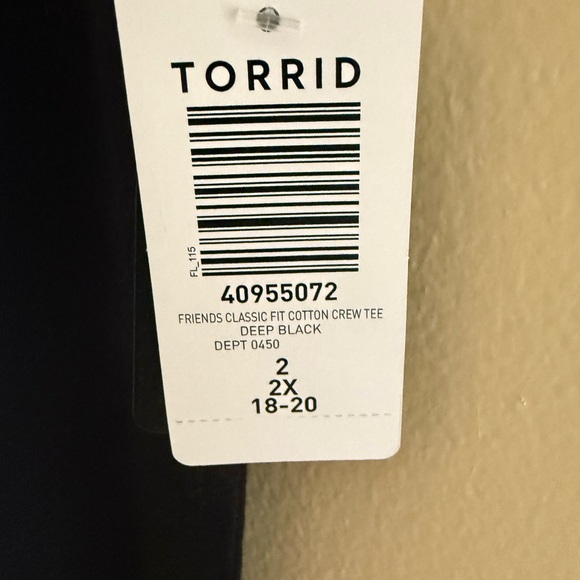 TORRID
FL_115
40955072
FRIENDS CLASSIC FIT COTTON CREW TEE
DEEP BLACK
DEPT 0450
2
2X
18-20